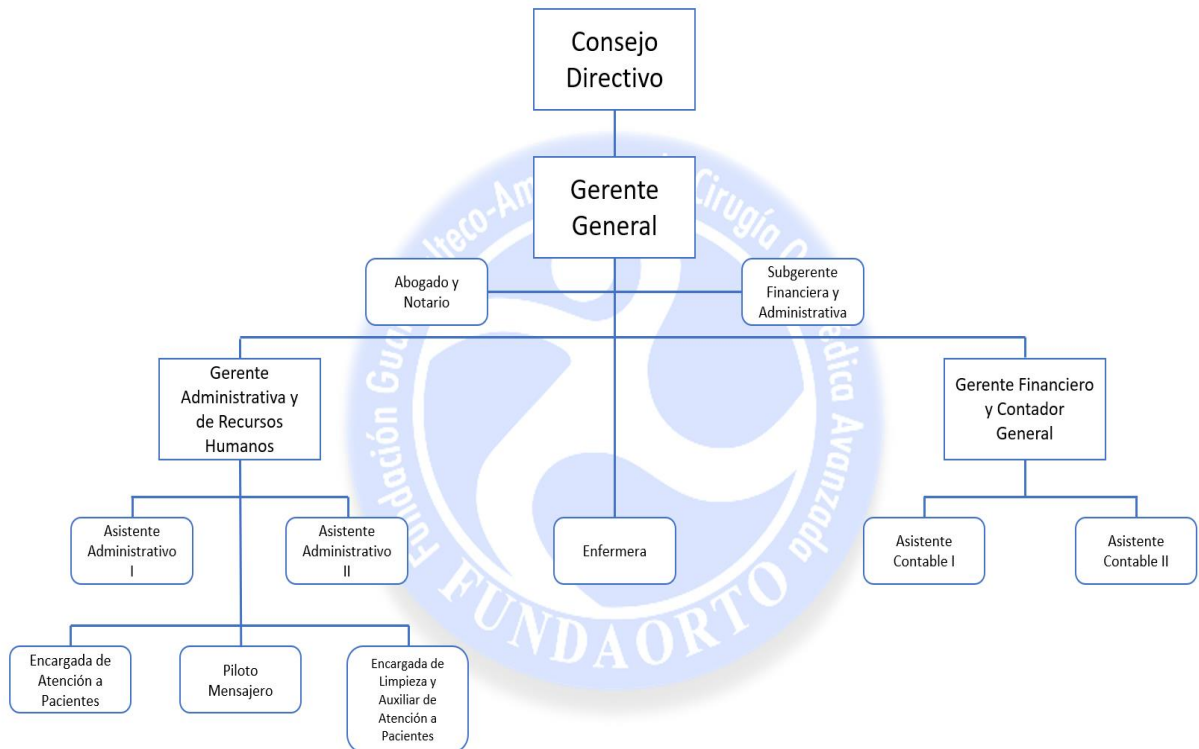 Consejo
Directivo
Gerente
General
Abogado y
Notario
Subgerente
Financiera y
Administrativa
Gerente
Administrativa y
de Recursos
Humanos
Gerente Financiero
y Contador
General
Asistente
Administrativo
I
Asistente
Administrativo
II
Enfermera
Asistente
Contable I
Asistente
Contable II
Encargada de
Atención a
Pacientes
Piloto
Mensajero
Encargada de
Limpieza y
Auxiliar de
Atención a
Pacientes
Fundación Avanzada
FUNDAORTO